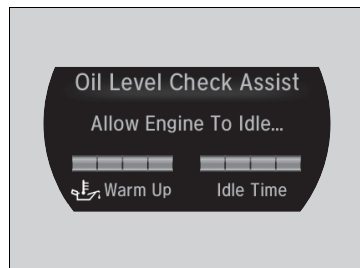 Oil Level Check Assist
Allow Engine To Idle...
Warm Up Idle Time